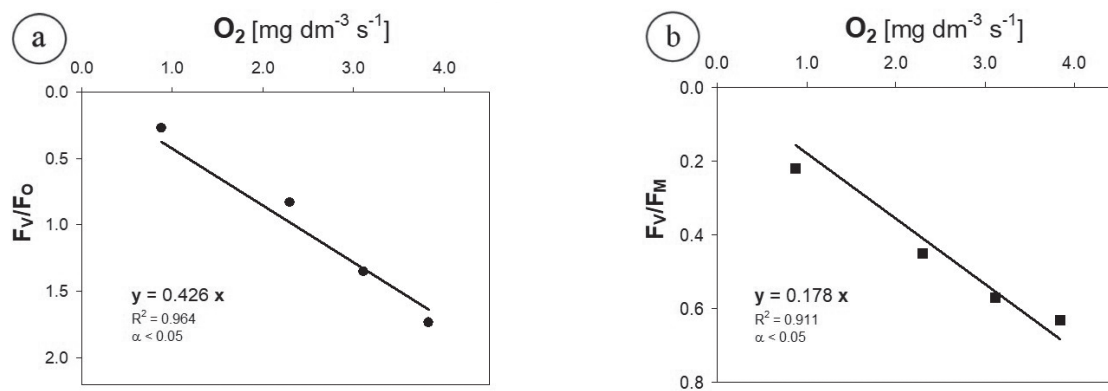 a
O₂ [mg dm⁻³ s⁻¹]
0.0 1.0 2.0 3.0 4.0
0.0
0.5
1.0
1.5
2.0
Fᵥ/F₀
y = 0.426 x
R² = 0.964
α < 0.05
b
O₂ [mg dm⁻³ s⁻¹]
0.0 1.0 2.0 3.0 4.0
0.0
0.2
0.4
0.6
0.8
Fᵥ/Fₘ
y = 0.178 x
R² = 0.911
α < 0.05